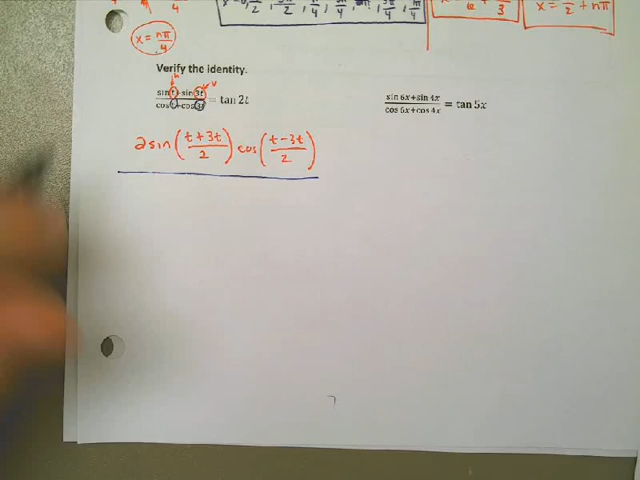 x = nπ/4
x = π/2 + nπ
Verify the identity.
u v
(sin t + sin 3t)/(cos t + cos 3t) = tan 2t
(sin 6x + sin 4x)/(cos 6x + cos 4x) = tan 5x
2 sin((t + 3t)/2) cos((t - 3t)/2)